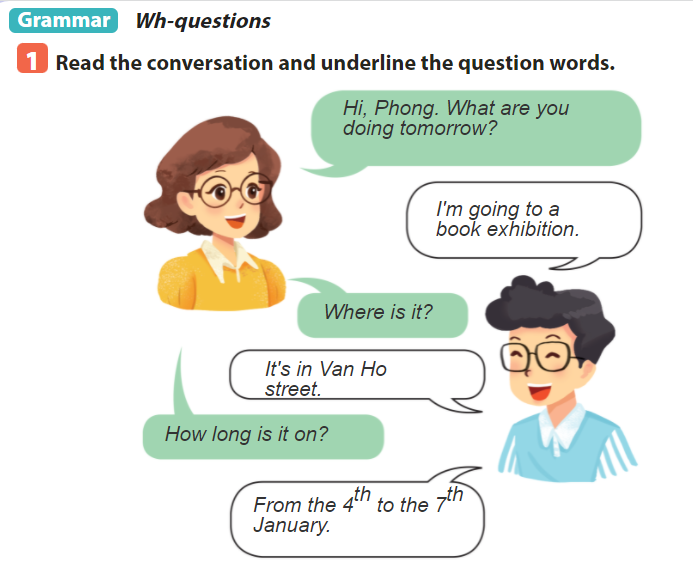 Grammar Wh-questions
1 Read the conversation and underline the question words.
Hi, Phong. What are you
doing tomorrow?
I'm going to a
book exhibition.
Where is it?
It's in Van Ho
street.
How long is it on?
From the 4th to the 7th
January.